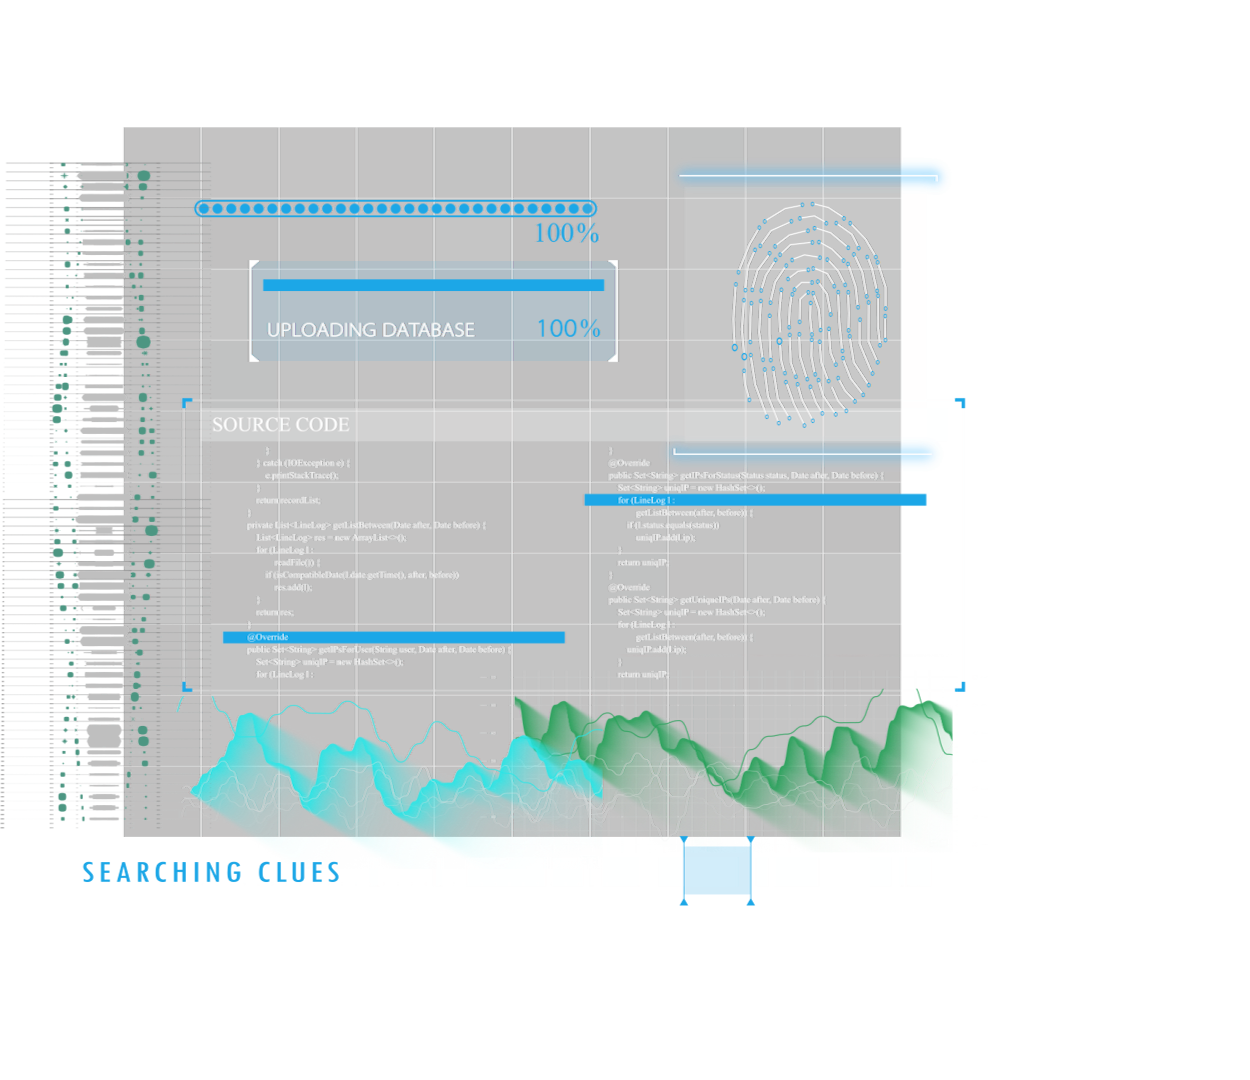 100%
UPLOADING DATABASE 100%
SOURCE CODE
}
} catch (IOException e) {
e.printStackTrace();
}
return recordList;
}
private List<LineLog> getListBetween(Date after, Date before) {
List<LineLog> res = new ArrayList<>();
for (LineLog l :
readFile()) {
if (isCompatibleDate(l.date.getTime(), after, before))
res.add(l);
}
return res;
}
@Override
public Set<String> getIPsForUser(String user, Date after, Date before) {
Set<String> uniqIP = new HashSet<>();
for (LineLog l :
}
@Override
public Set<String> getIPsForStatus(Status status, Date after, Date before) {
Set<String> uniqIP = new HashSet<>();
for (LineLog l :
getListBetween(after, before)) {
if (l.status.equals(status))
uniqIP.add(l.ip);
}
return uniqIP;
}
@Override
public Set<String> getUniqueIPs(Date after, Date before) {
Set<String> uniqIP = new HashSet<>();
for (LineLog l :
getListBetween(after, before)) {
uniqIP.add(l.ip);
}
return uniqIP;
SEARCHING CLUES